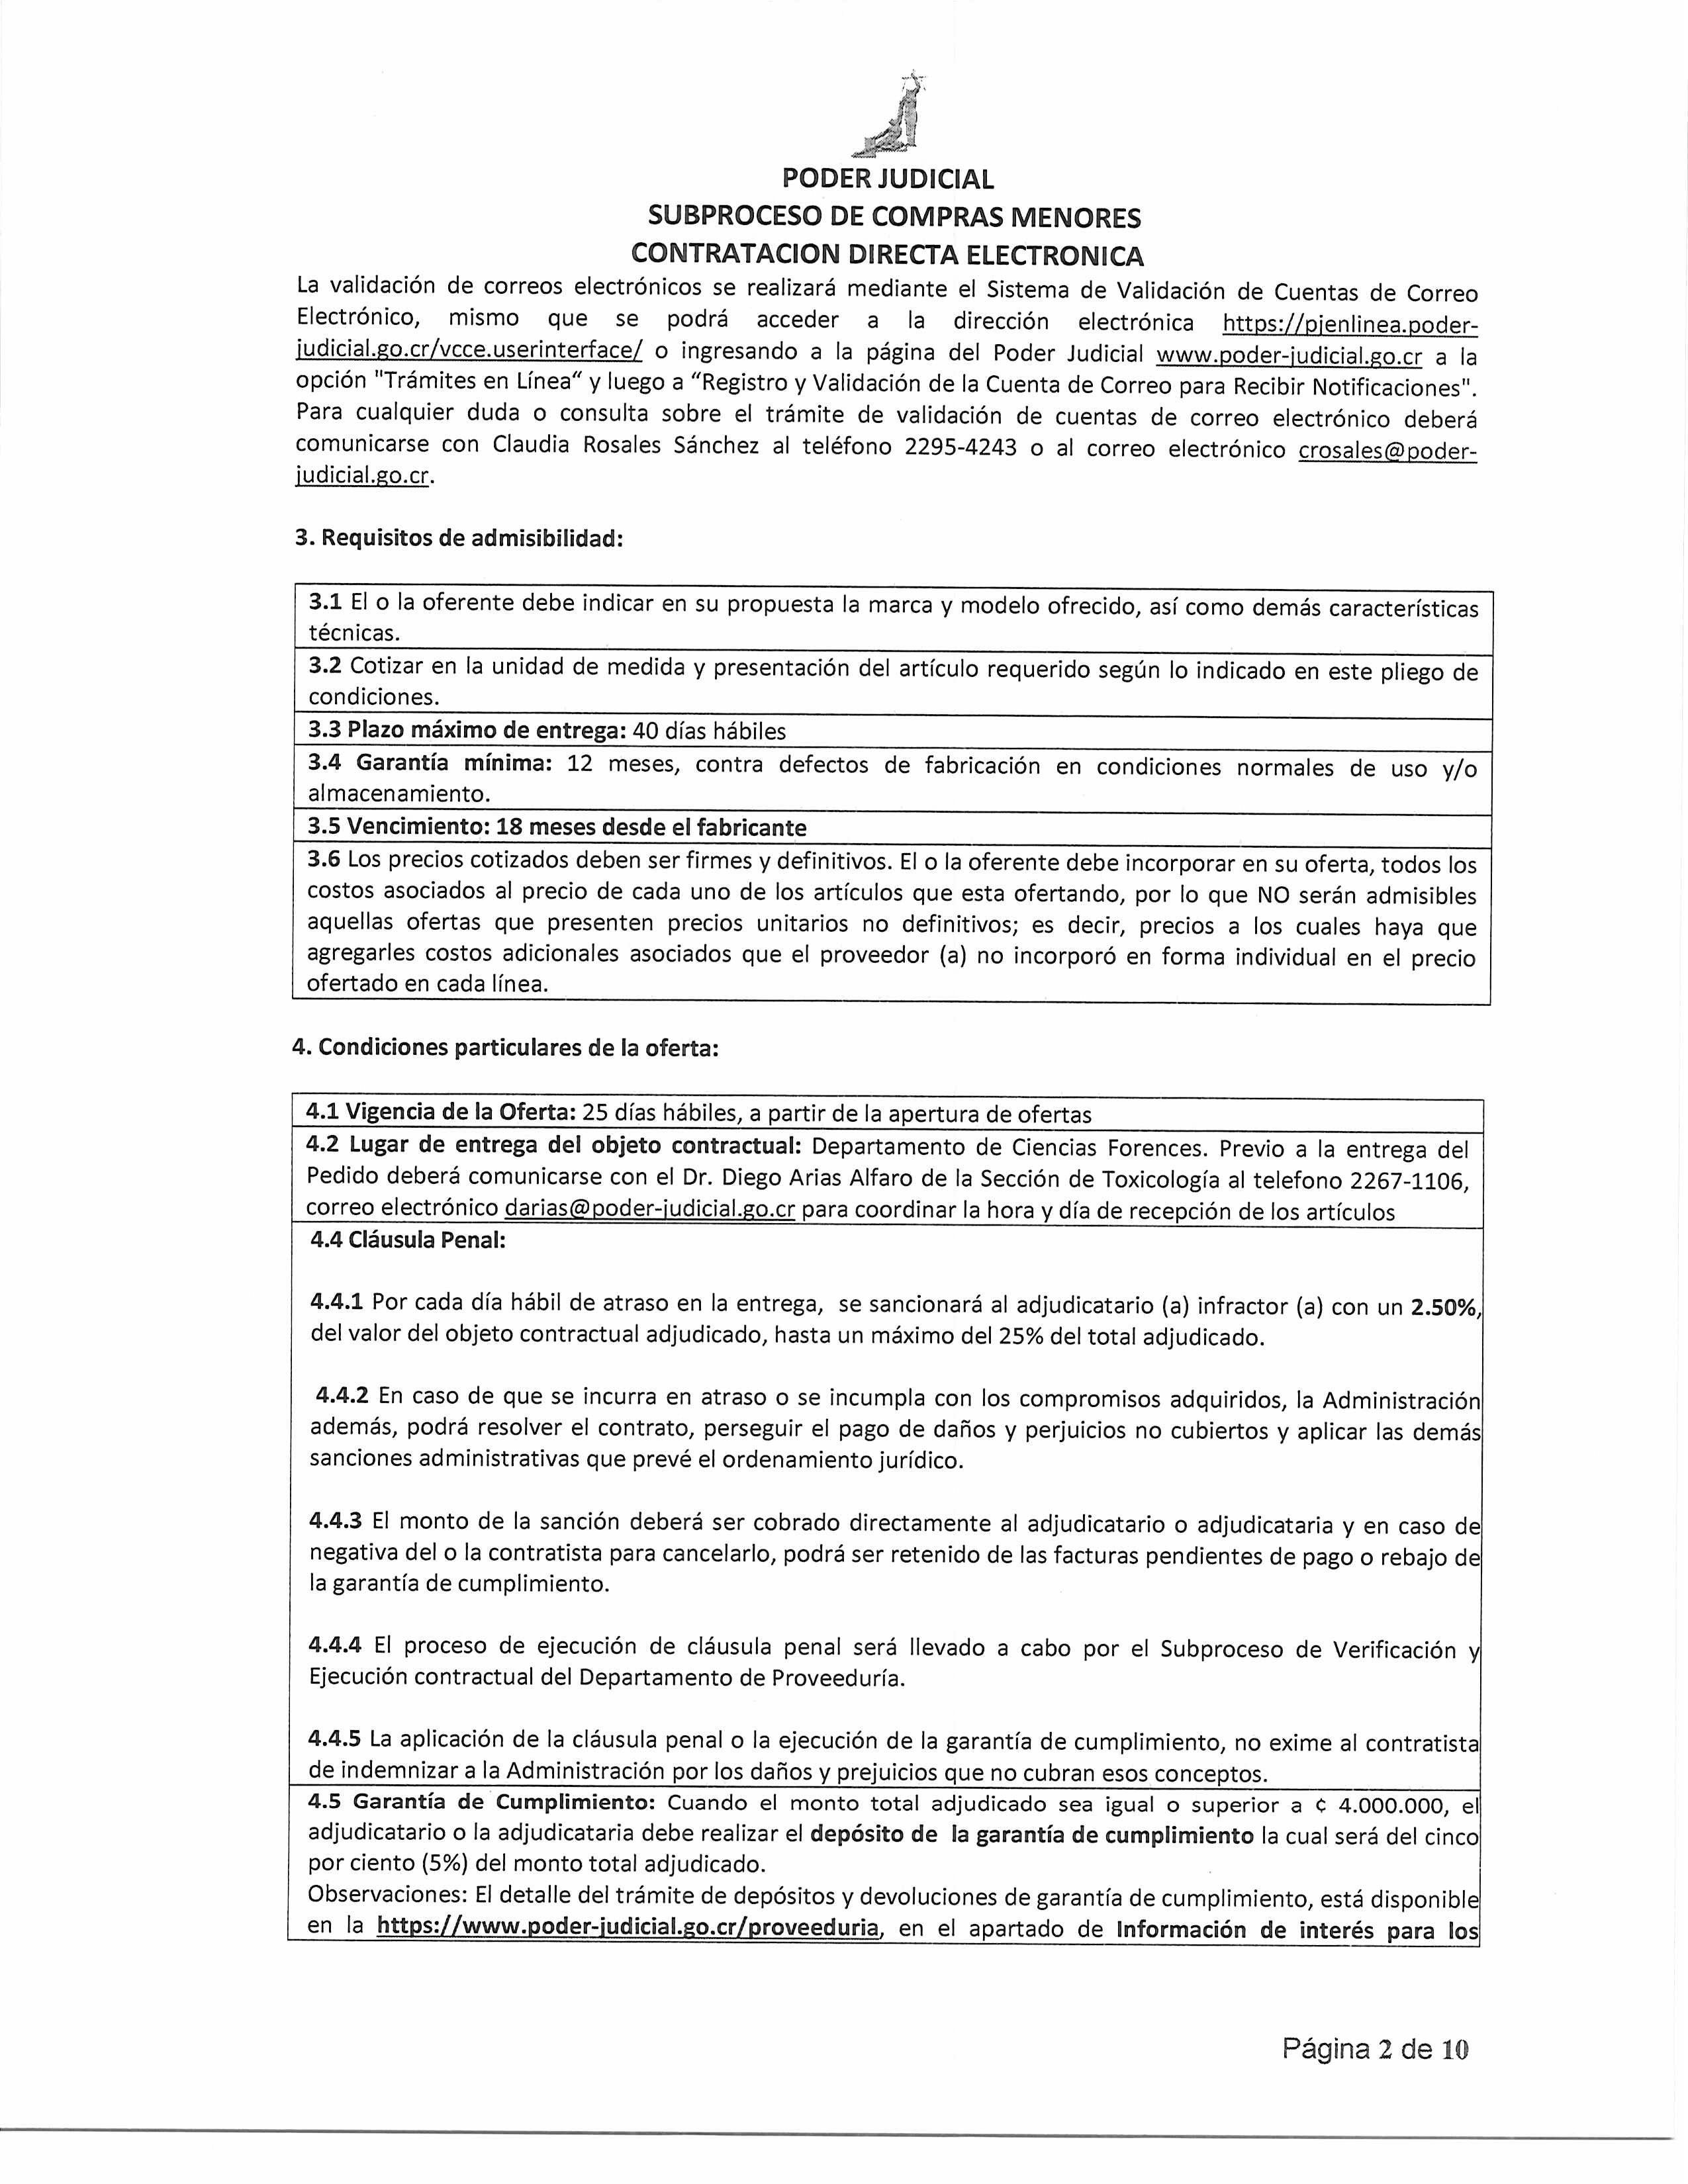 PODER JUDICIAL
SUBPROCESO DE COMPRAS MENORES
CONTRATACION DIRECTA ELECTRONICA
La validación de correos electrónicos se realizará mediante el Sistema de Validación de Cuentas de Correo
Electrónico, mismo que se podrá acceder a la dirección electrónica https://pjenlinea.poder-
judicial.go.cr/vcce.userinterface/ o ingresando a la página del Poder Judicial www.poder-judicial.go.cr a la
opción "Trámites en Línea“ y luego a “Registro y Validación de la Cuenta de Correo para Recibir Notificaciones".
Para cualquier duda o consulta sobre el trámite de validación de cuentas de correo electrónico deberá
comunicarse con Claudia Rosales Sánchez al teléfono 2295-4243 o al correo electrónico crosales@poder-
judicial.go.cr.
3. Requisitos de admisibilidad:
3.1 El o la oferente debe indicar en su propuesta la marca y modelo ofrecido, así como demás características
técnicas.
3.2 Cotizar en la unidad de medida y presentación del artículo requerido según lo indicado en este pliego de
condiciones.
3.3 Plazo máximo de entrega: 40 días hábiles
3.4 Garantía mínima: 12 meses, contra defectos de fabricación en condiciones normales de uso y/o
almacenamiento.
3.5 Vencimiento: 18 meses desde el fabricante
3.6 Los precios cotizados deben ser firmes y definitivos. El o la oferente debe incorporar en su oferta, todos los
costos asociados al precio de cada uno de los artículos que esta ofertando, por lo que NO serán admisibles
aquellas ofertas que presenten precios unitarios no definitivos; es decir, precios a los cuales haya que
agregarles costos adicionales asociados que el proveedor (a) no incorporó en forma individual en el precio
ofertado en cada línea.
4. Condiciones particulares de la oferta:
4.1 Vigencia de la Oferta: 25 días hábiles, a partir de la apertura de ofertas
4.2 Lugar de entrega del objeto contractual: Departamento de Ciencias Forences. Previo a la entrega del
Pedido deberá comunicarse con el Dr. Diego Arias Alfaro de la Sección de Toxicología al telefono 2267-1106,
correo electrónico darias@poder-judicial.go.cr para coordinar la hora y día de recepción de los artículos
4.4 Cláusula Penal:
4.4.1 Por cada día hábil de atraso en la entrega, se sancionará al adjudicatario (a) infractor (a) con un 2.50%,
del valor del objeto contractual adjudicado, hasta un máximo del 25% del total adjudicado.
4.4.2 En caso de que se incurra en atraso o se incumpla con los compromisos adquiridos, la Administración
además, podrá resolver el contrato, perseguir el pago de daños y perjuicios no cubiertos y aplicar las demás
sanciones administrativas que prevé el ordenamiento jurídico.
4.4.3 El monto de la sanción deberá ser cobrado directamente al adjudicatario o adjudicataria y en caso de
negativa del o la contratista para cancelarlo, podrá ser retenido de las facturas pendientes de pago o rebajo de
la garantía de cumplimiento.
4.4.4 El proceso de ejecución de cláusula penal será llevado a cabo por el Subproceso de Verificación y
Ejecución contractual del Departamento de Proveeduría.
4.4.5 La aplicación de la cláusula penal o la ejecución de la garantía de cumplimiento, no exime al contratista
de indemnizar a la Administración por los daños y prejuicios que no cubran esos conceptos.
4.5 Garantía de Cumplimiento: Cuando el monto total adjudicado sea igual o superior a ¢ 4.000.000, el
adjudicatario o la adjudicataria debe realizar el depósito de la garantía de cumplimiento la cual será del cinco
por ciento (5%) del monto total adjudicado.
Observaciones: El detalle del trámite de depósitos y devoluciones de garantía de cumplimiento, está disponible
en la https://www.poder-judicial.go.cr/proveeduria, en el apartado de Información de interés para los
Página 2 de 10